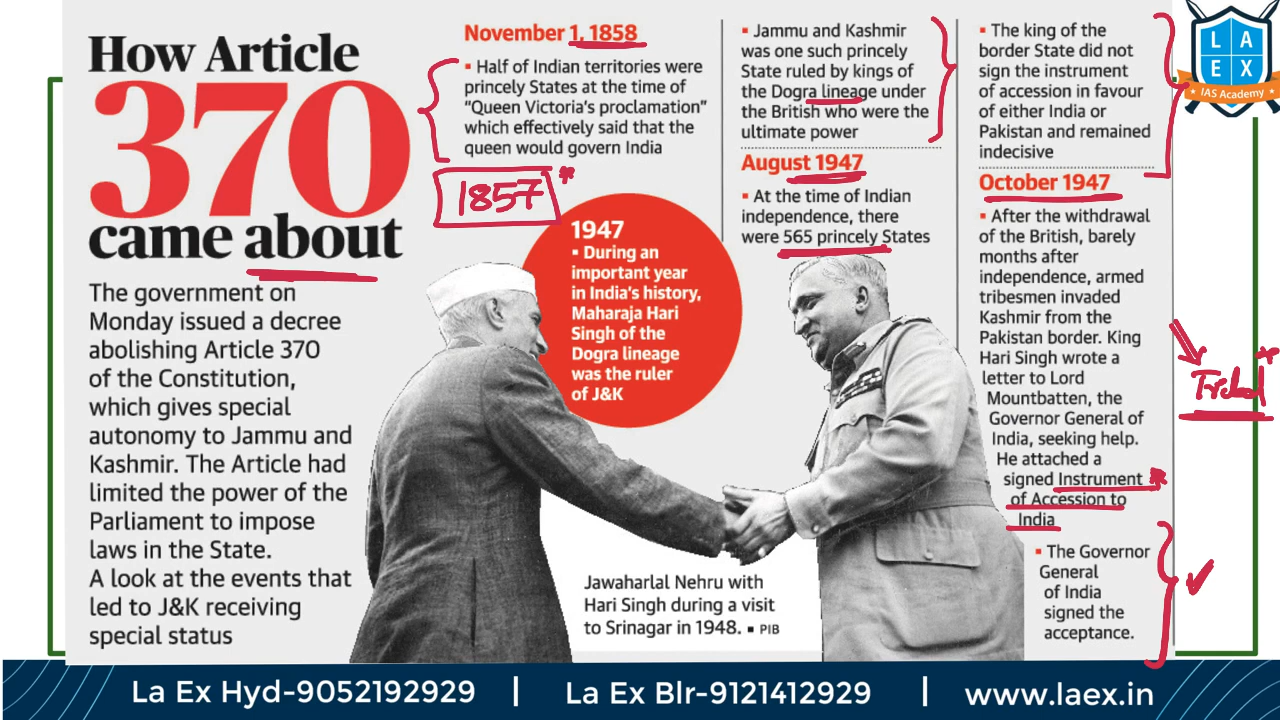 How Article
370
came about
The government on
Monday issued a decree
abolishing Article 370
of the Constitution,
which gives special
autonomy to Jammu and
Kashmir. The Article had
limited the power of the
Parliament to impose
laws in the State.
A look at the events that
led to J&K receiving
special status
November 1, 1858
▪ Half of Indian territories were
princely States at the time of
“Queen Victoria’s proclamation”
which effectively said that the
queen would govern India
1857*
1947
▪ During an
important year
in India’s history,
Maharaja Hari
Singh of the
Dogra lineage
was the ruler
of J&K
Jawaharlal Nehru with
Hari Singh during a visit
to Srinagar in 1948. ▪ PIB
▪ Jammu and Kashmir
was one such princely
State ruled by kings of
the Dogra lineage under
the British who were the
ultimate power
August 1947
▪ At the time of Indian
independence, there
were 565 princely States
▪ The king of the
border State did not
sign the instrument
of accession in favour
of either India or
Pakistan and remained
indecisive
October 1947
▪ After the withdrawal
of the British, barely
months after
independence, armed
tribesmen invaded
Kashmir from the
Pakistan border. King
Hari Singh wrote a
letter to Lord
Mountbatten, the
Governor General of
India, seeking help.
He attached a
signed Instrument
of Accession to
India
▪ The Governor
General
of India
signed the
acceptance.
L A
E X
IAS Academy
La Ex Hyd-9052192929 | La Ex Blr-9121412929 | www.laex.in